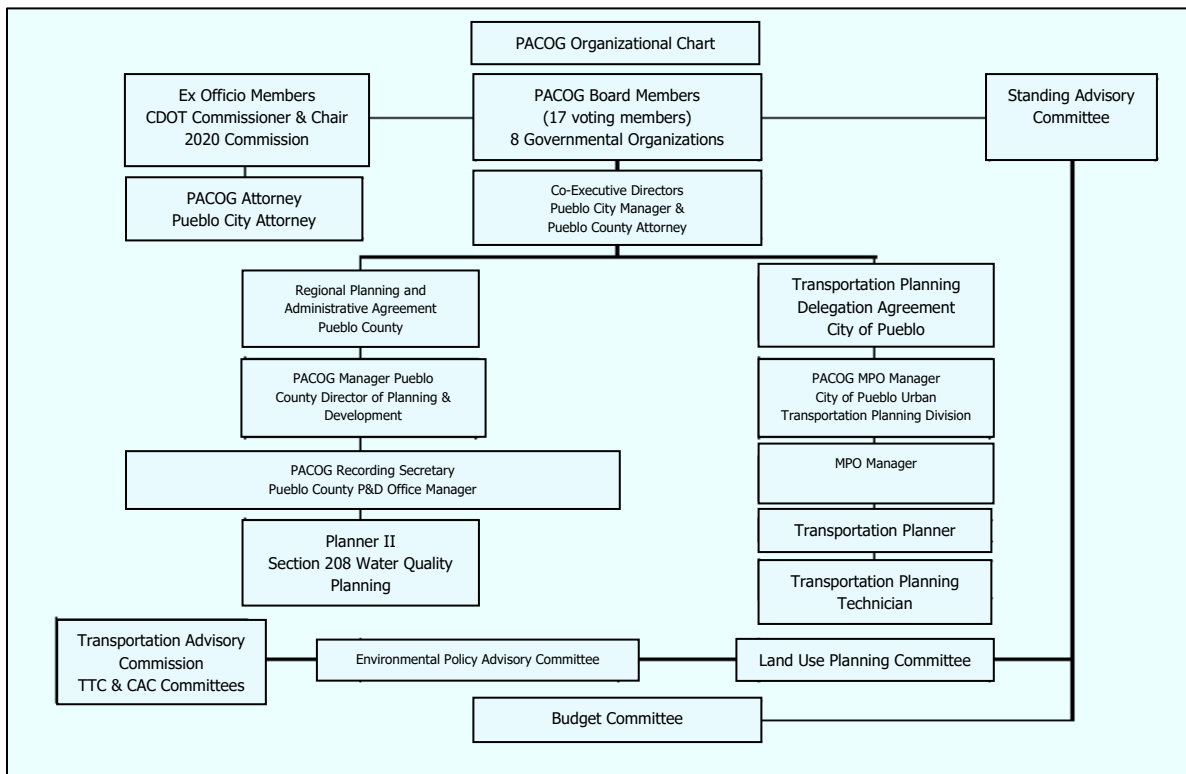 PACOG Organizational Chart
Ex Officio Members
CDOT Commissioner & Chair
2020 Commission
PACOG Board Members
(17 voting members)
8 Governmental Organizations
Standing Advisory
Committee
PACOG Attorney
Pueblo City Attorney
Co-Executive Directors
Pueblo City Manager &
Pueblo County Attorney
Regional Planning and
Administrative Agreement
Pueblo County
Transportation Planning
Delegation Agreement
City of Pueblo
PACOG Manager Pueblo
County Director of Planning &
Development
PACOG MPO Manager
City of Pueblo Urban
Transportation Planning Division
PACOG Recording Secretary
Pueblo County P&D Office Manager
MPO Manager
Planner II
Section 208 Water Quality
Planning
Transportation Planner
Transportation Planning
Technician
Transportation Advisory
Commission
TTC & CAC Committees
Environmental Policy Advisory Committee
Land Use Planning Committee
Budget Committee